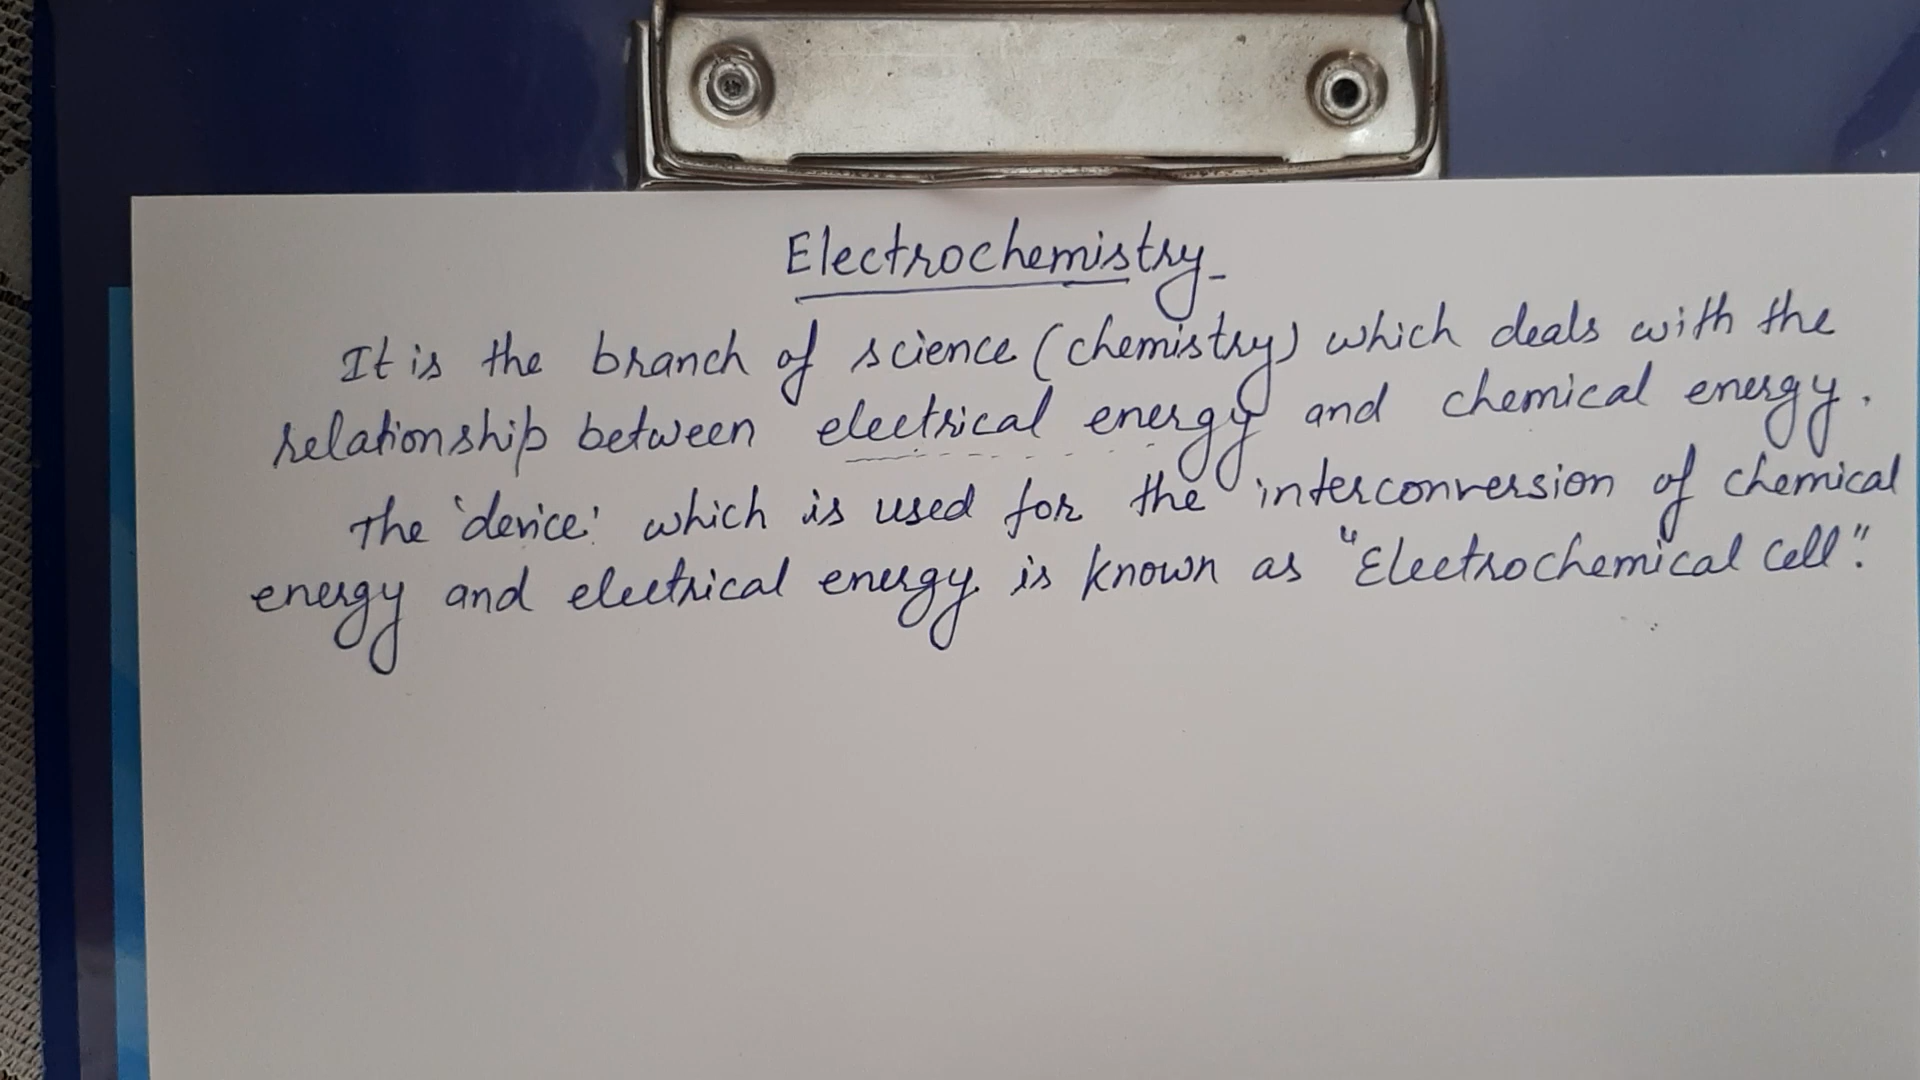 Electrochemistry
It is the branch of science (chemistry) which deals with the
relationship between electrical energy and chemical energy.
The 'device' which is used for the interconversion of chemical
energy and electrical energy is known as "Electrochemical Cell".